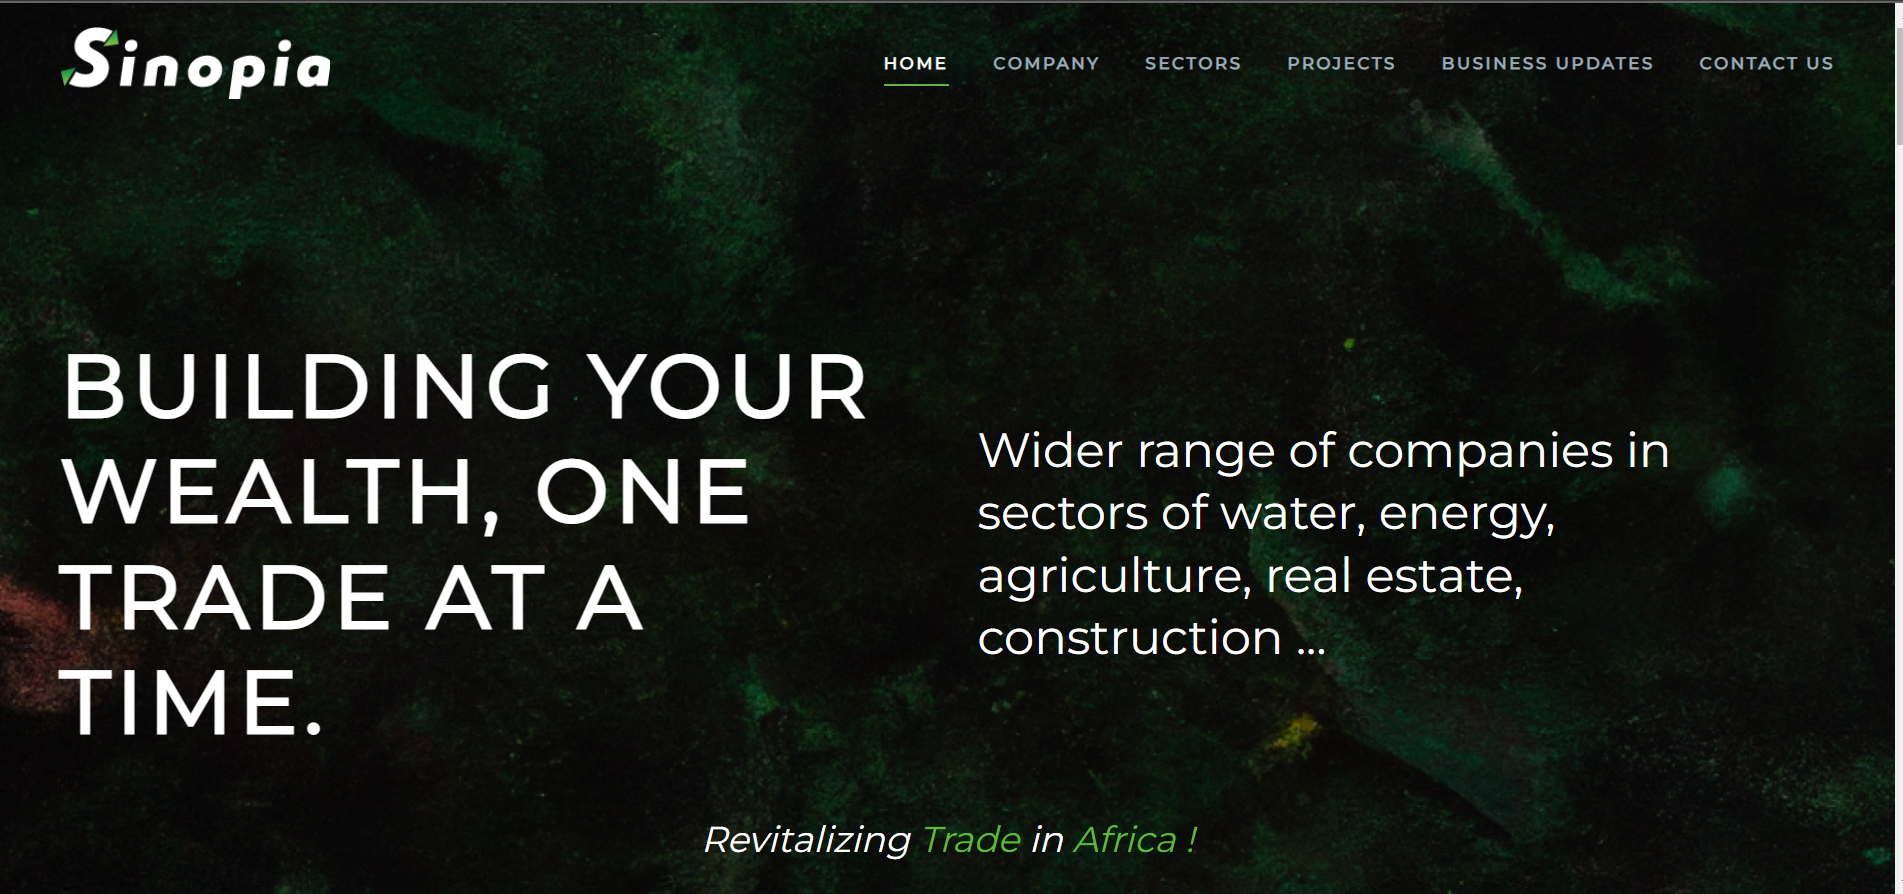 Sinopia
HOME COMPANY SECTORS PROJECTS BUSINESS UPDATES CONTACT US
BUILDING YOUR
WEALTH, ONE
TRADE AT A
TIME.
Wider range of companies in
sectors of water, energy,
agriculture, real estate,
construction ...
Revitalizing Trade in Africa !